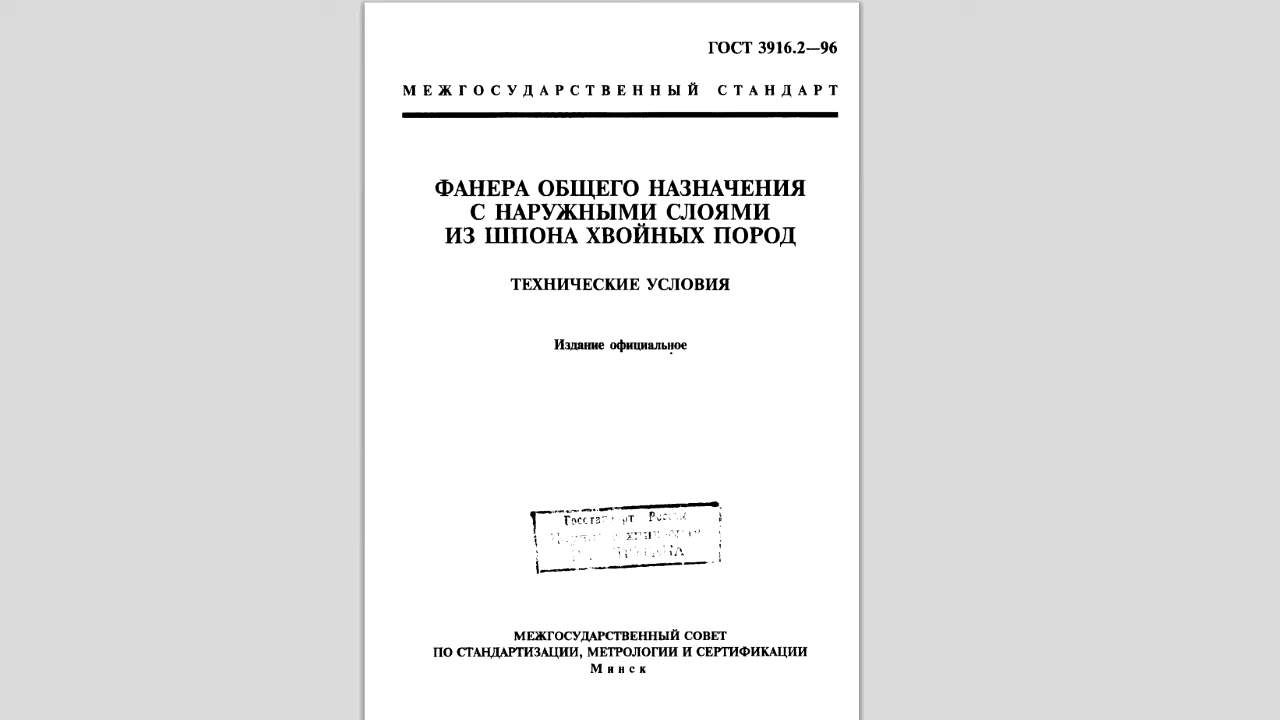 ГОСТ 3916.2—96
МЕЖГОСУДАРСТВЕННЫЙ СТАНДАРТ
ФАНЕРА ОБЩЕГО НАЗНАЧЕНИЯ
С НАРУЖНЫМИ СЛОЯМИ
ИЗ ШПОНА ХВОЙНЫХ ПОРОД
ТЕХНИЧЕСКИЕ УСЛОВИЯ
Издание официальное
МЕЖГОСУДАРСТВЕННЫЙ СОВЕТ
ПО СТАНДАРТИЗАЦИИ, МЕТРОЛОГИИ И СЕРТИФИКАЦИИ
Минск